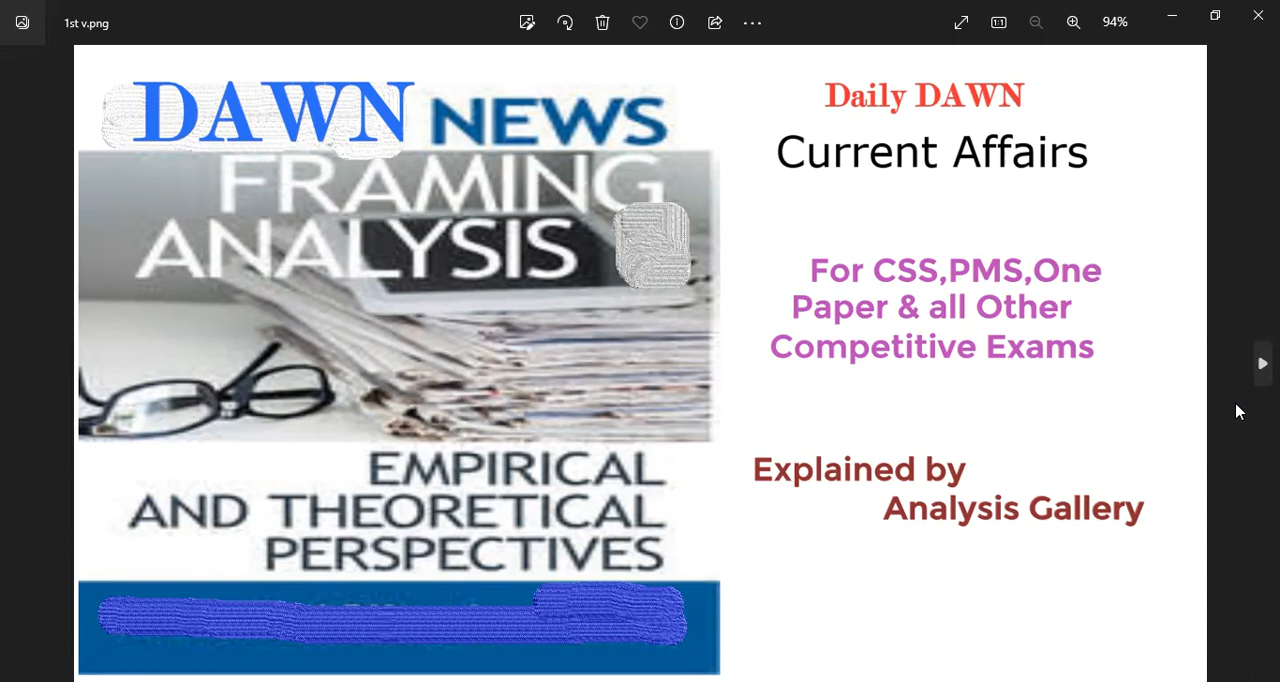 1st v.png
94%
DAWN NEWS
FRAMING
ANALYSIS
EMPIRICAL
AND THEORETICAL
PERSPECTIVES
Daily DAWN
Current Affairs
For CSS,PMS,One
Paper & all Other
Competitive Exams
Explained by
Analysis Gallery